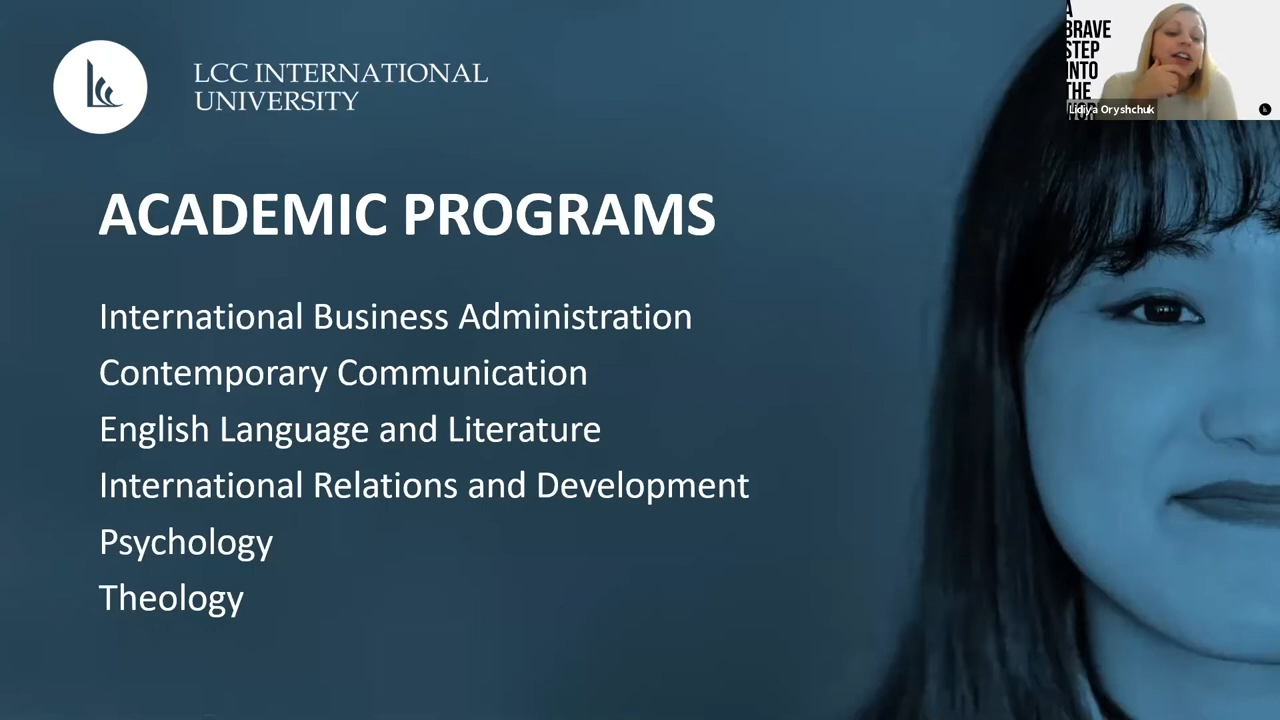 LCC INTERNATIONAL
UNIVERSITY
ACADEMIC PROGRAMS
International Business Administration
Contemporary Communication
English Language and Literature
International Relations and Development
Psychology
Theology
A
BRAVE
STEP
INTO
THE
Lidiya Oryshchuk